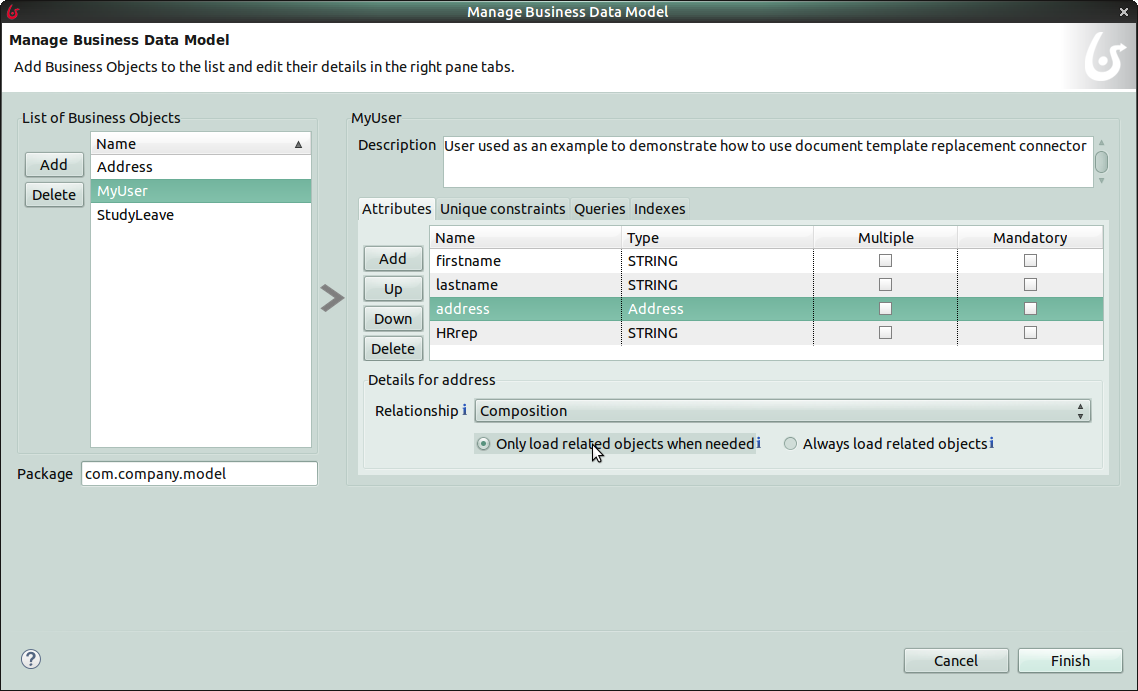 Manage Business Data Model
Manage Business Data Model
Add Business Objects to the list and edit their details in the right pane tabs.
List of Business Objects
Add
Delete
Name
Address
MyUser
StudyLeave
Package com.company.model
MyUser
Description User used as an example to demonstrate how to use document template replacement connector
Attributes Unique constraints Queries Indexes
Add
Up
Down
Delete
Name Type Multiple Mandatory
firstname STRING
lastname STRING
address Address
HRrep STRING
Details for address
Relationship i Composition
Only load related objects when needed i Always load related objects i
? Cancel Finish